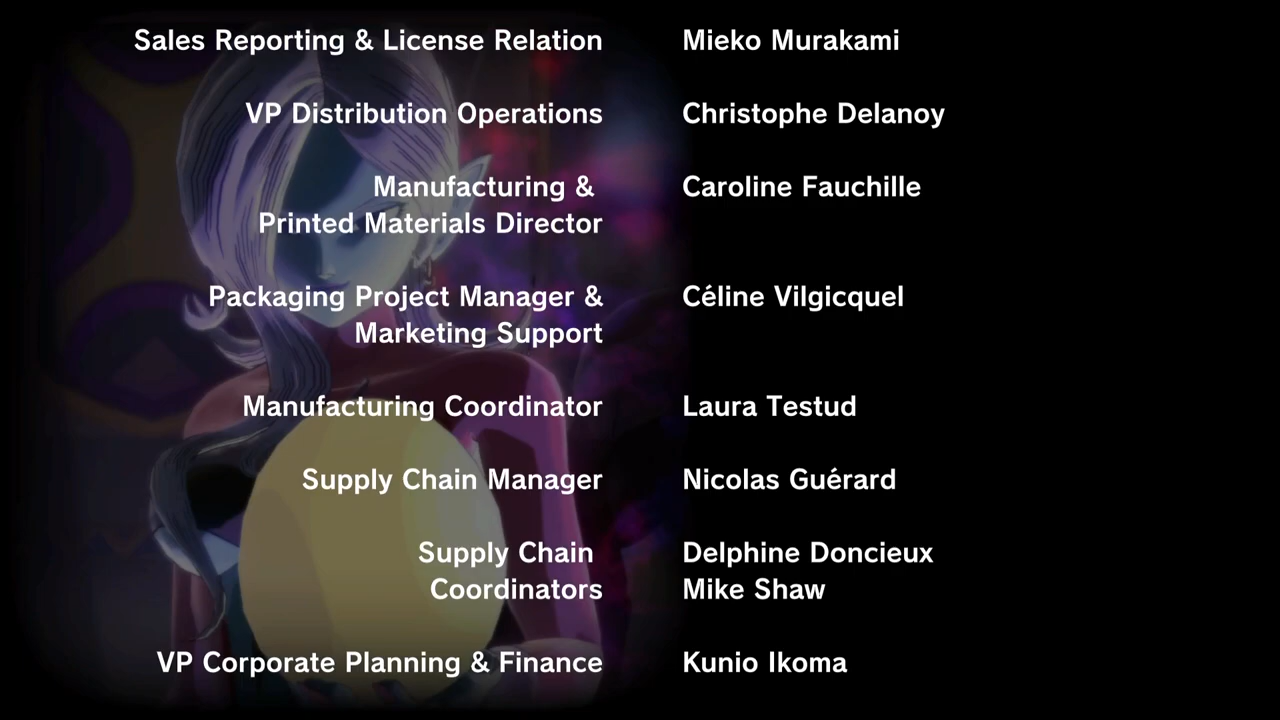 Sales Reporting & License Relation Mieko Murakami
VP Distribution Operations Christophe Delanoy
Manufacturing & Caroline Fauchille
Printed Materials Director
Packaging Project Manager & Céline Vilgicquel
Marketing Support
Manufacturing Coordinator Laura Testud
Supply Chain Manager Nicolas Guérard
Supply Chain Delphine Doncieux
Coordinators Mike Shaw
VP Corporate Planning & Finance Kunio Ikoma